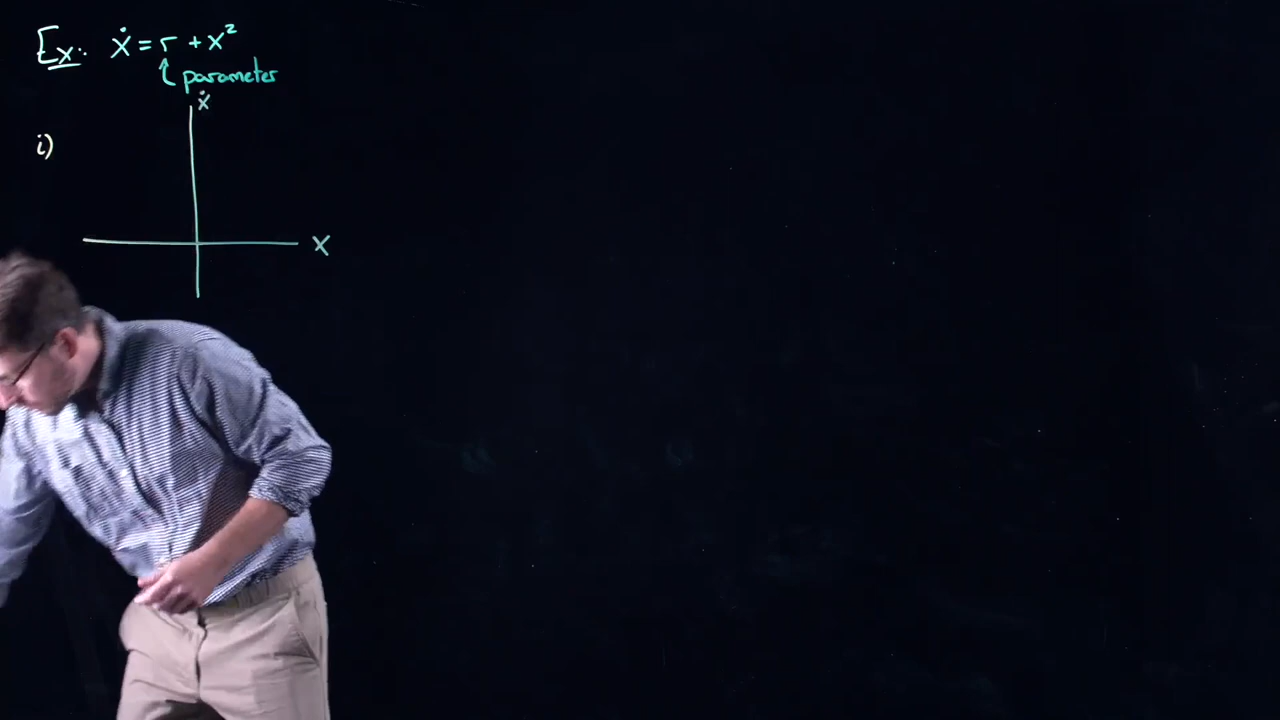 Ex: ẋ = r + x²
parameter
ẋ
i)
x